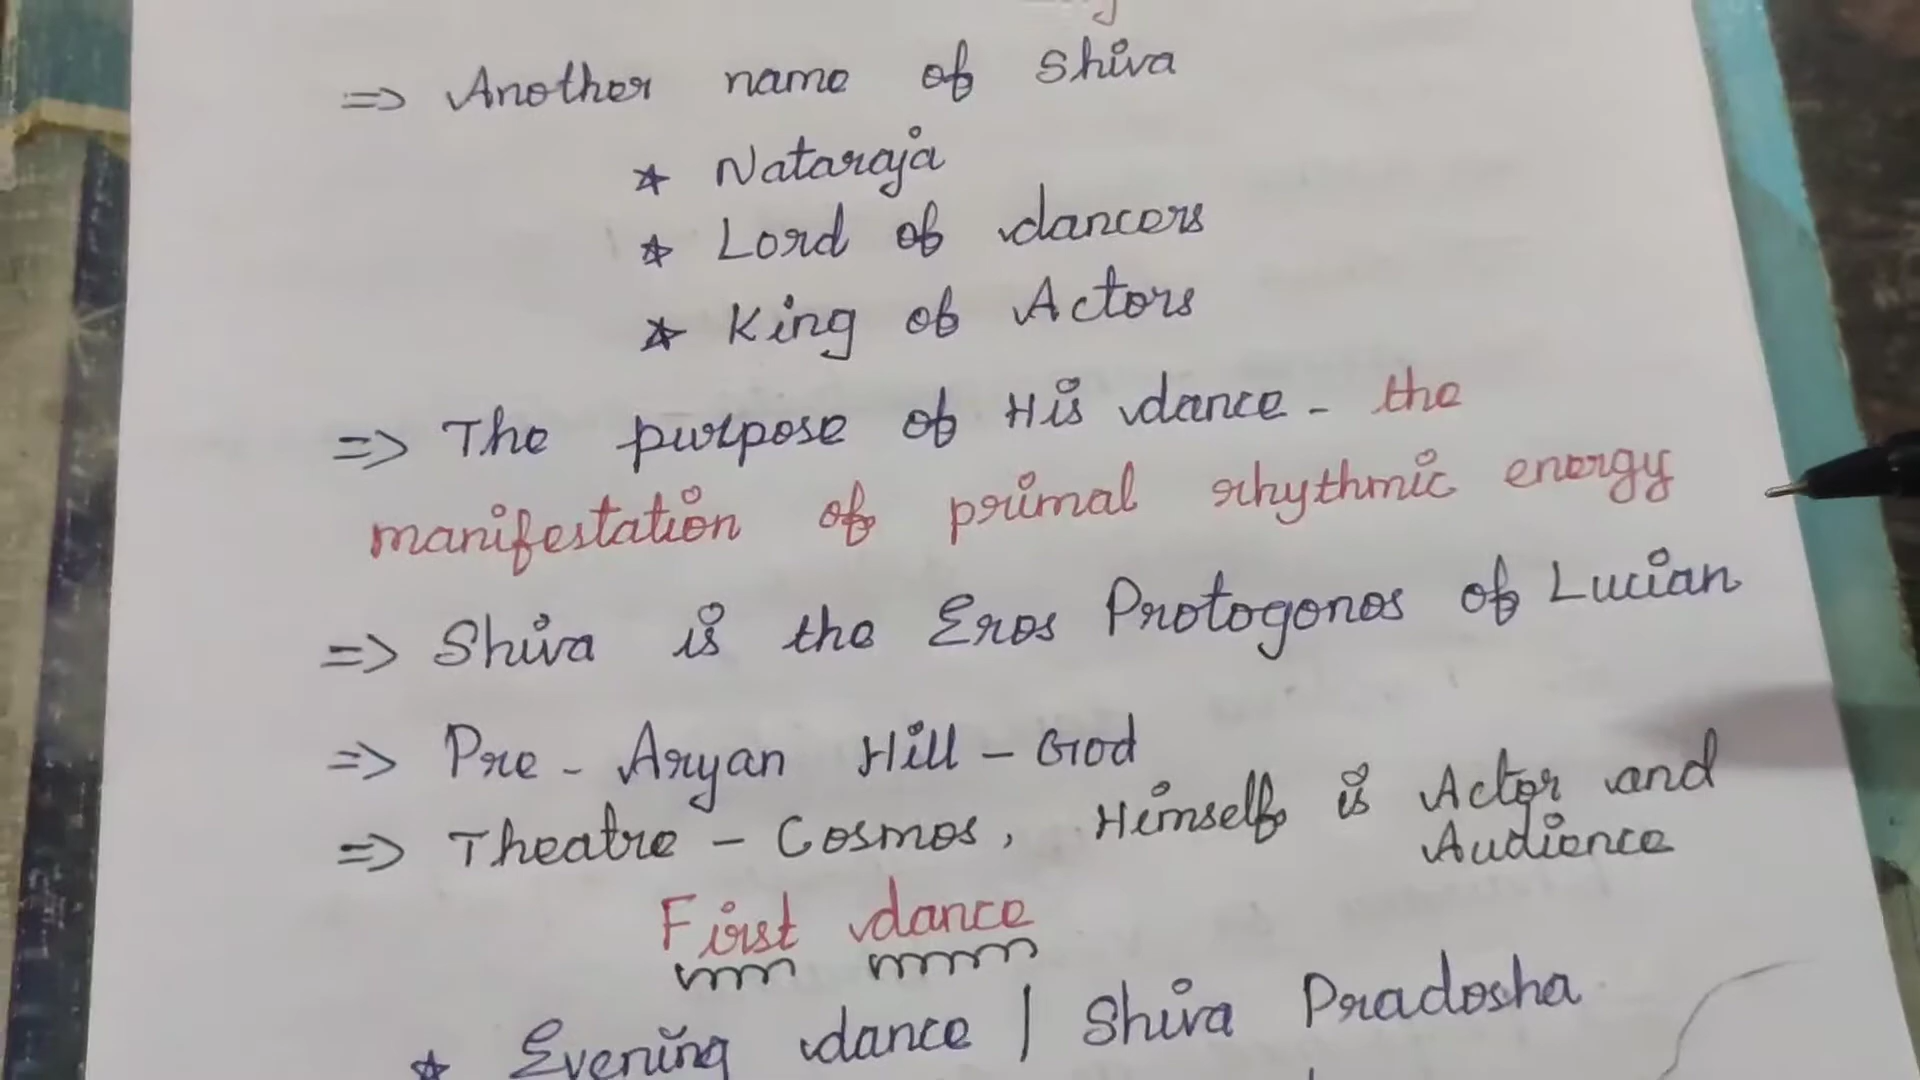 => Another name of Shiva
* Nataraja
* Lord of dancers
* King of Actors
=> The purpose of His dance - the
manifestation of primal rhythmic energy
=> Shiva is the Eros Protogonos of Lucian
=> Pre - Aryan Hill - God
=> Theatre - Cosmos, Himself is Actor and
Audience
First dance
* Evening dance | Shiva Pradosha